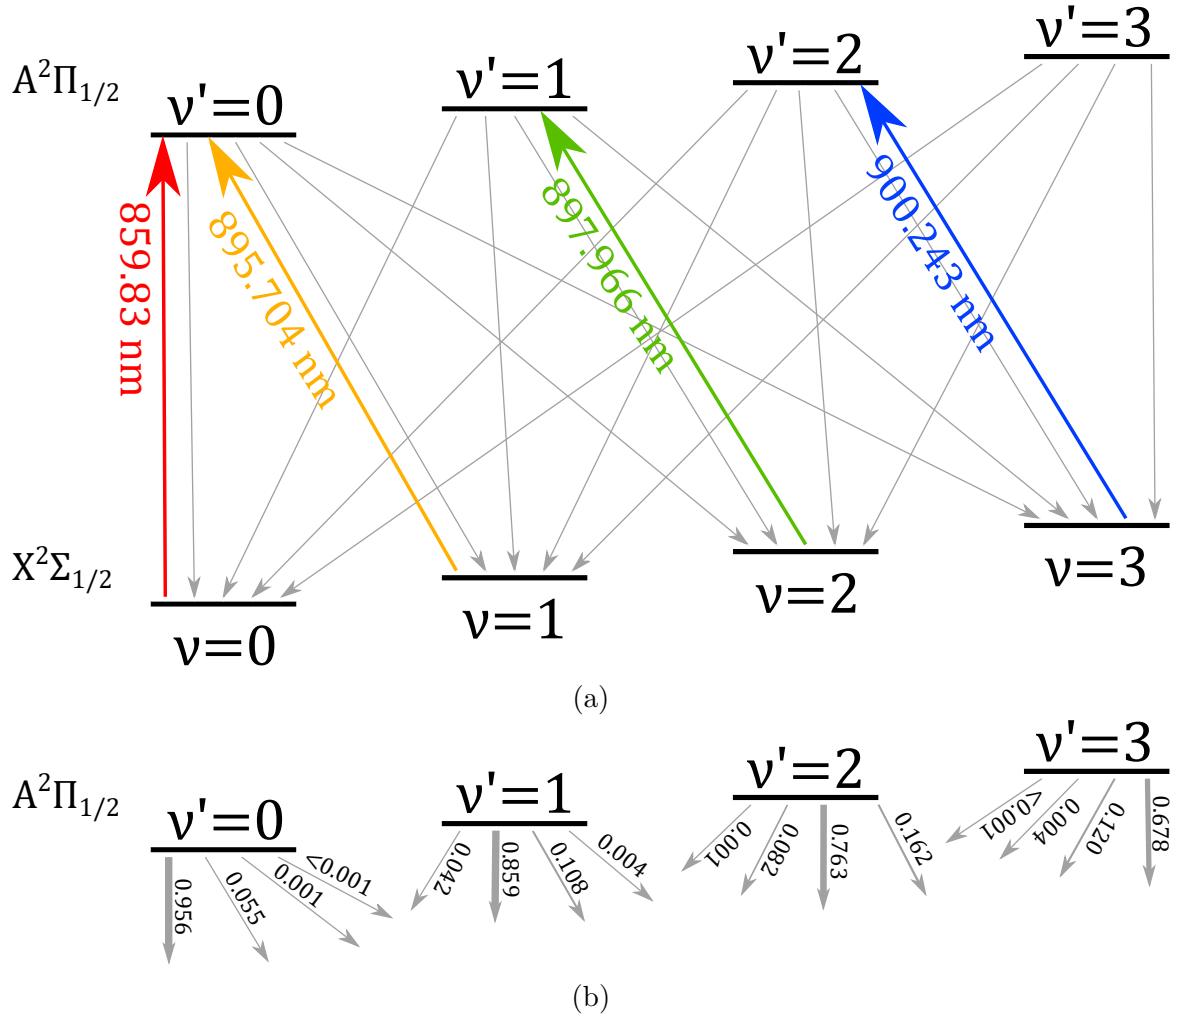 ν'=3
ν'=2
ν'=1
ν'=0
A²Π₁/₂
859.83 nm
895.704 nm
897.966 nm
900.243 nm
X²Σ₁/₂
ν=0
ν=1
ν=2
ν=3
(a)
A²Π₁/₂
ν'=0
ν'=1
ν'=2
ν'=3
0.956
0.055
0.001
<0.001
0.042
0.859
0.108
0.004
0.001
0.082
0.763
0.162
<0.001
0.004
0.120
0.678
(b)